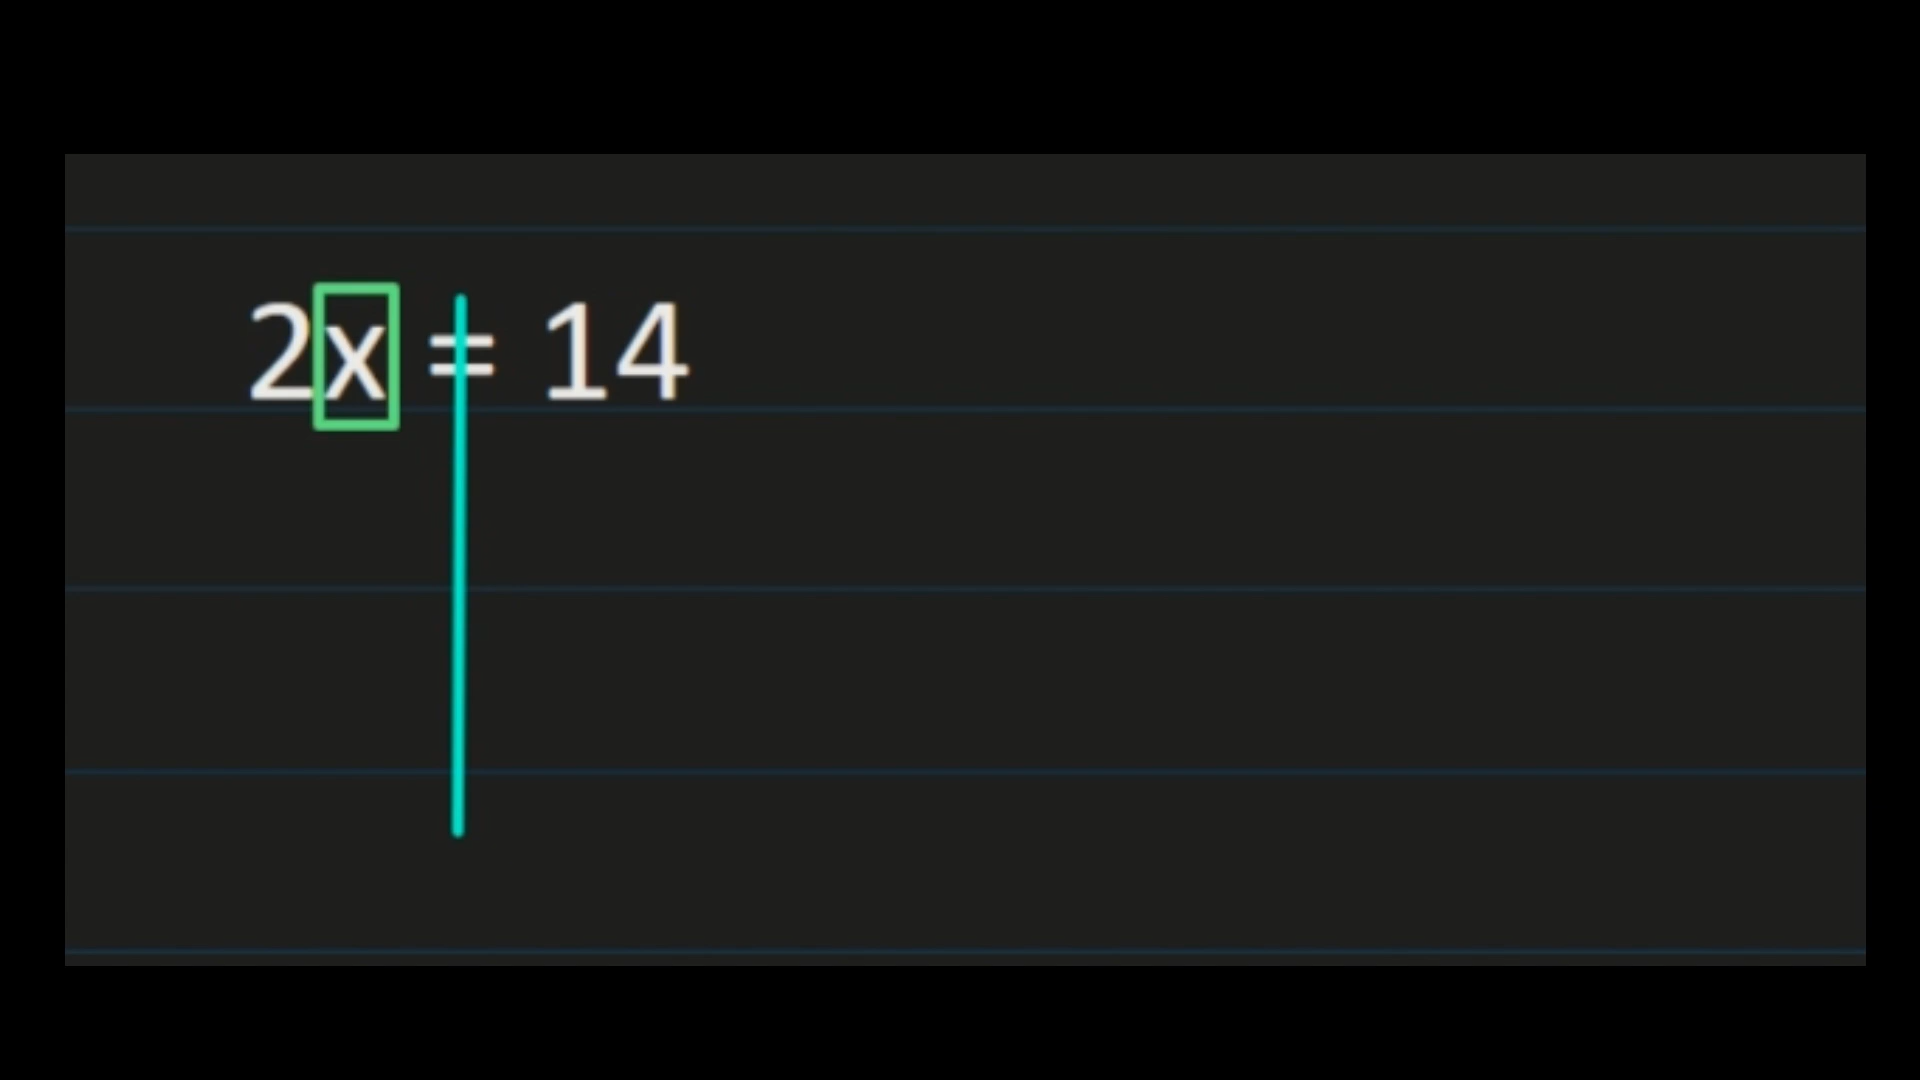 2x = 14